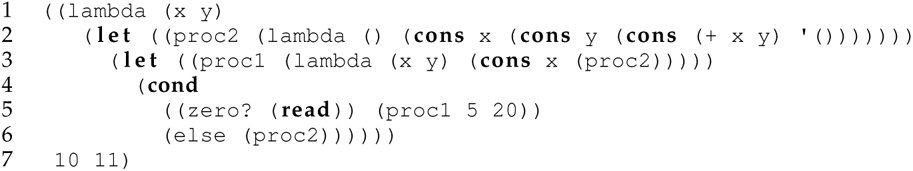 1 ((lambda (x y)
2 (let ((proc2 (lambda () (cons x (cons y (cons (+ x y) '()))))))
3 (let ((proc1 (lambda (x y) (cons x (proc2)))))
4 (cond
5 ((zero? (read)) (proc1 5 20))
6 (else (proc2))))))
7 10 11)